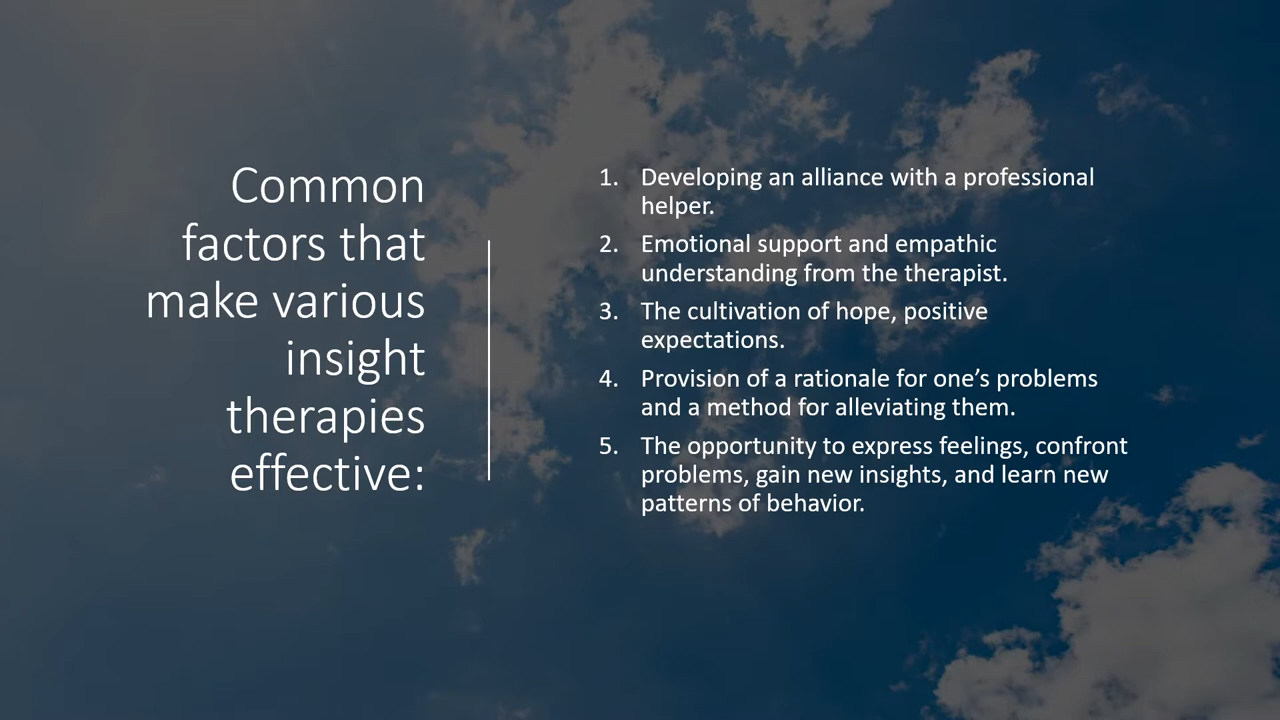 Common
factors that
make various
insight
therapies
effective:
1. Developing an alliance with a professional
helper.
2. Emotional support and empathic
understanding from the therapist.
3. The cultivation of hope, positive
expectations.
4. Provision of a rationale for one’s problems
and a method for alleviating them.
5. The opportunity to express feelings, confront
problems, gain new insights, and learn new
patterns of behavior.